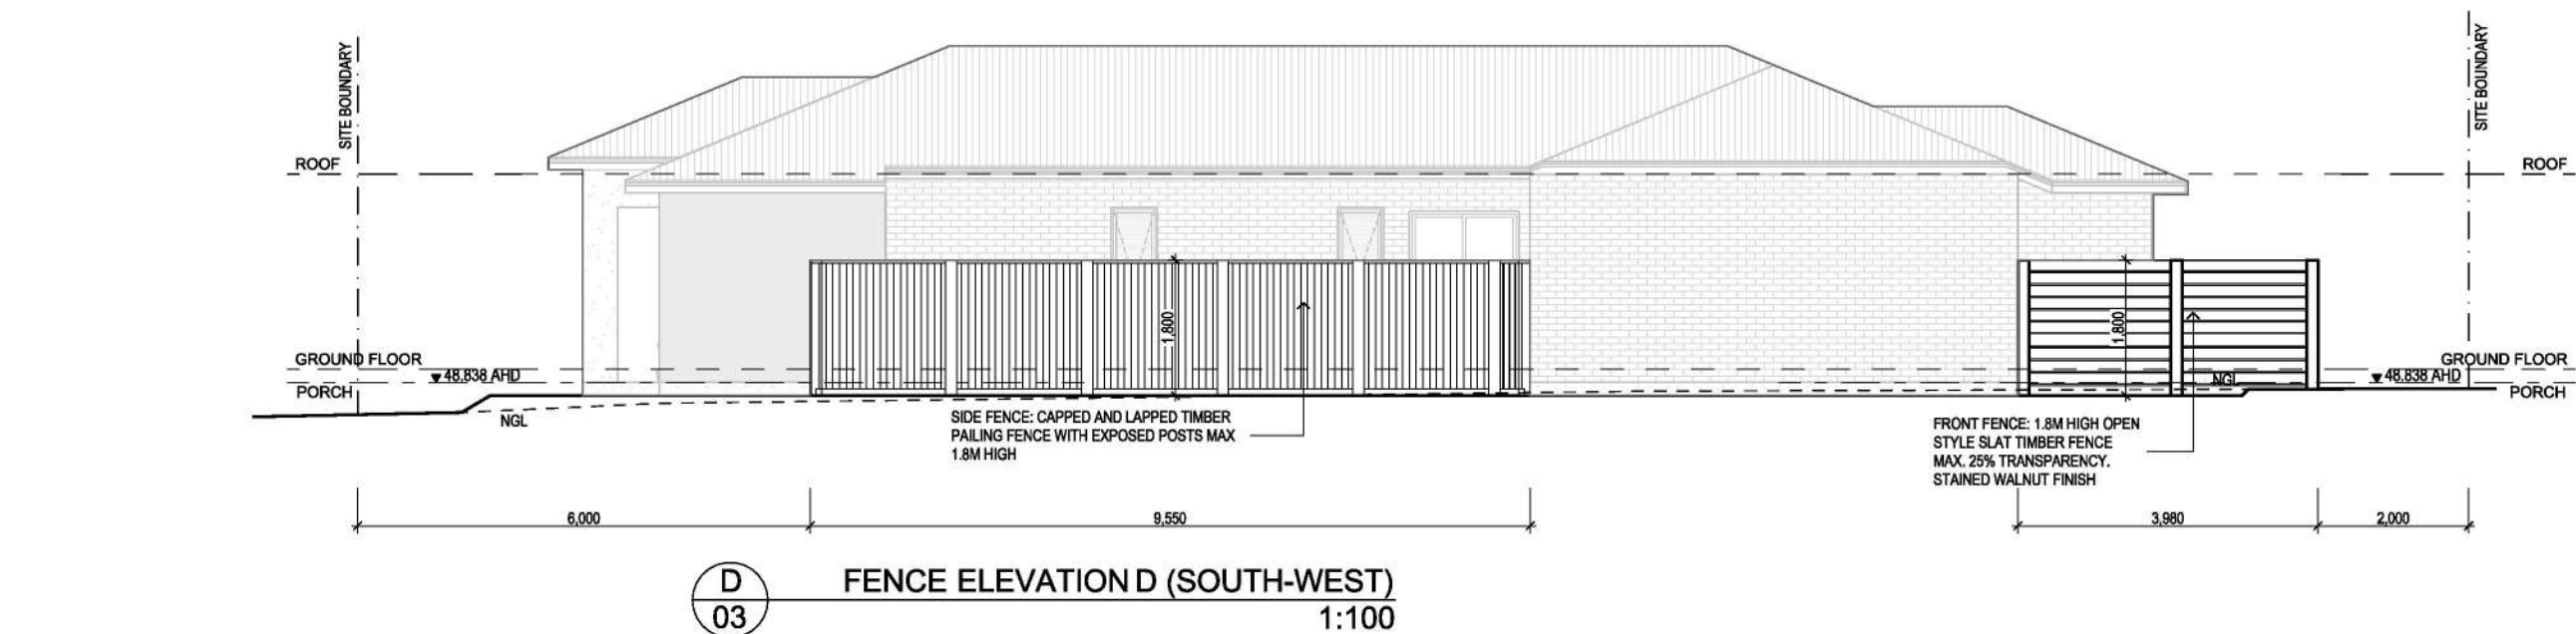 SITE BOUNDARY
SITE BOUNDARY
ROOF
ROOF
1,800
1,800
GROUND FLOOR
GROUND FLOOR
48.838 AHD
NGL
48.838 AHD
PORCH
PORCH
NGL
SIDE FENCE: CAPPED AND LAPPED TIMBER
PAILING FENCE WITH EXPOSED POSTS MAX
1.8M HIGH
FRONT FENCE: 1.8M HIGH OPEN
STYLE SLAT TIMBER FENCE
MAX. 25% TRANSPARENCY.
STAINED WALNUT FINISH
6,000
9,550
3,980
2,000
D
03
FENCE ELEVATION D (SOUTH-WEST)
1:100